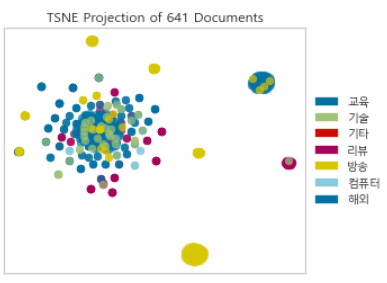 TSNE Projection of 641 Documents
교육
기술
기타
리뷰
방송
컴퓨터
해외